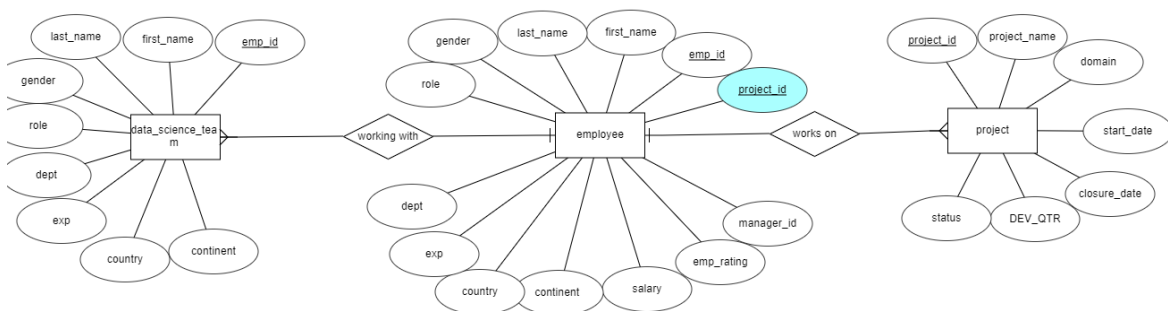 last_name
first_name
emp_id
gender
role
data_science_tea
m
dept
exp
country
continent
working with
gender
last_name
first_name
emp_id
role
project_id
employee
dept
exp
country
continent
salary
emp_rating
manager_id
works on
project_id
project_name
domain
project
start_date
closure_date
DEV_QTR
status